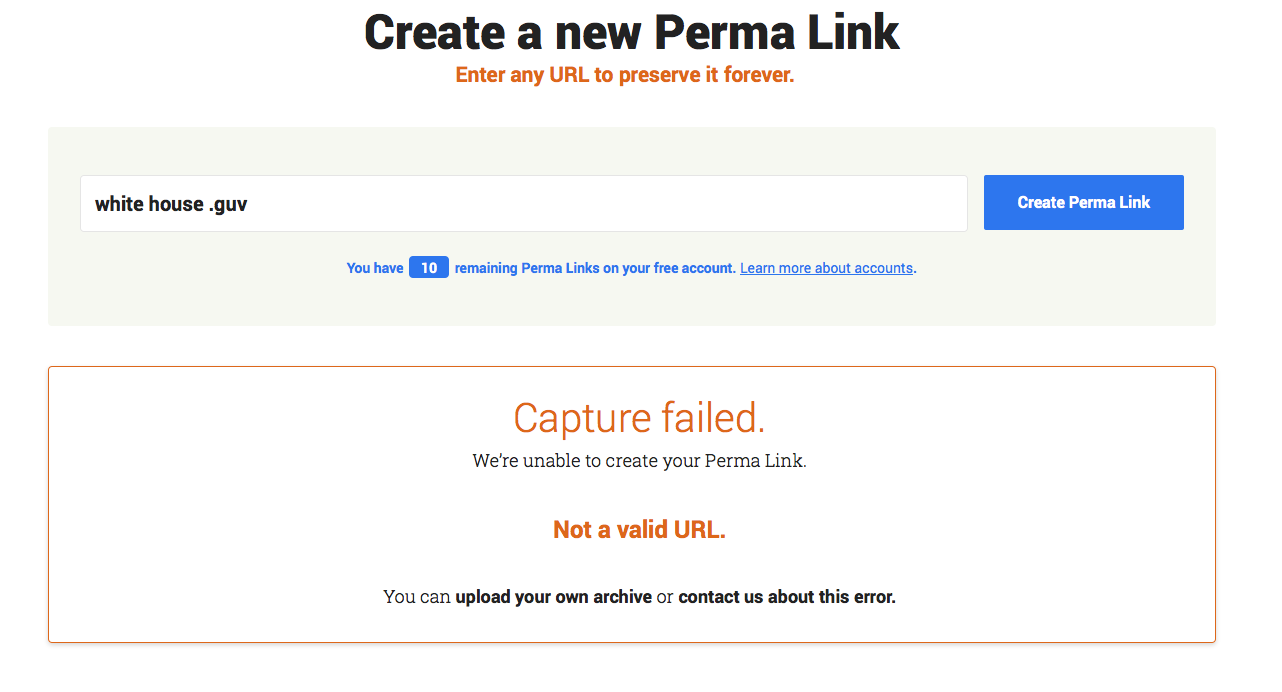 Create a new Perma Link
Enter any URL to preserve it forever.
white house .guv
Create Perma Link
You have 10 remaining Perma Links on your free account. Learn more about accounts.
Capture failed.
We're unable to create your Perma Link.
Not a valid URL.
You can upload your own archive or contact us about this error.